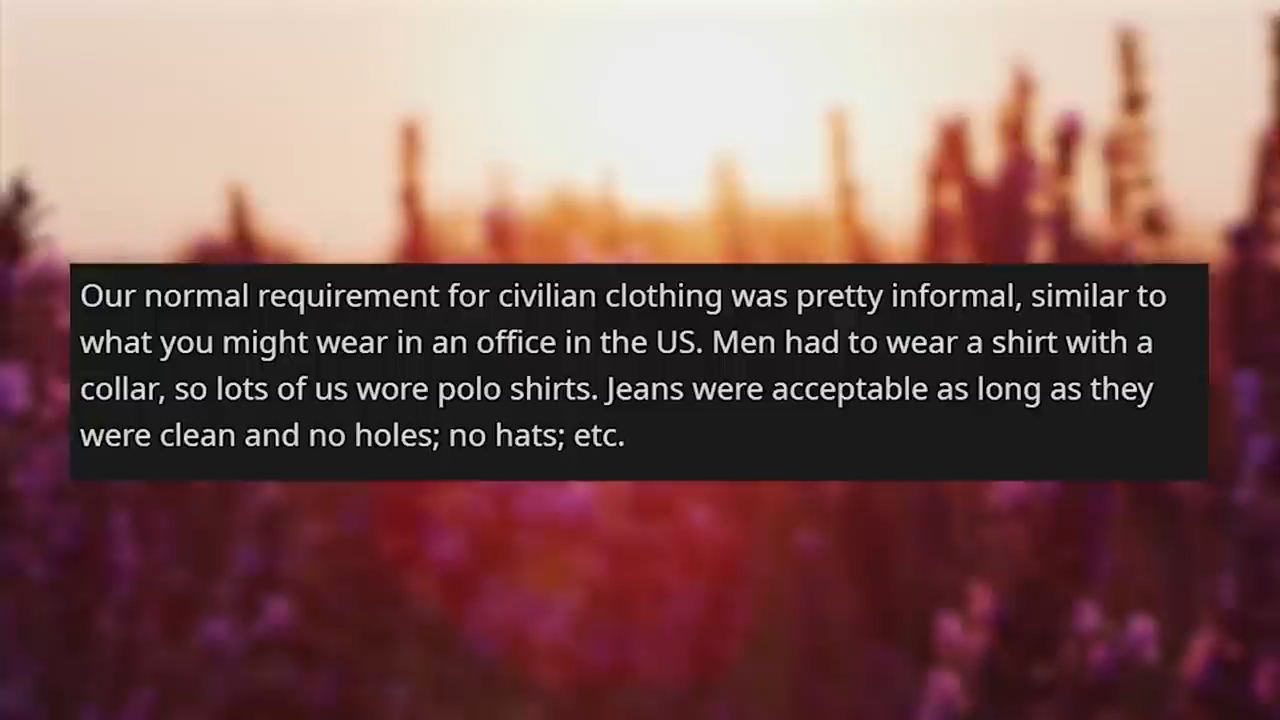 Our normal requirement for civilian clothing was pretty informal, similar to
what you might wear in an office in the US. Men had to wear a shirt with a
collar, so lots of us wore polo shirts. Jeans were acceptable as long as they
were clean and no holes; no hats; etc.